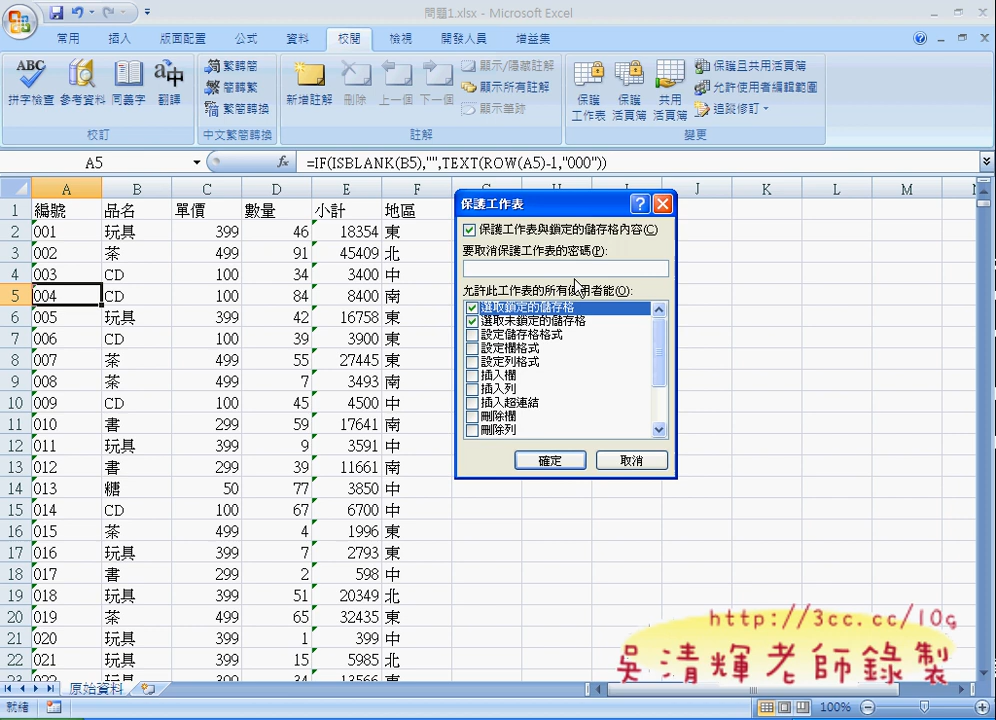 問題1.xlsx - Microsoft Excel
常用 插入 版面配置 公式 資料 校閱 檢視 開發人員 增益集
拼字檢查 參考資料 同義字 翻譯
繁轉簡
簡轉繁
繁簡轉換
校訂 中文繁簡轉換
新增註解 刪除 上一個 下一個
顯示/隱藏註解
顯示所有註解
顯示筆跡
註解
保護工作表 保護活頁簿 共用活頁簿
保護且共用活頁簿
允許使用者編輯範圍
追蹤修訂
變更
A5 fx =IF(ISBLANK(B5),"",TEXT(ROW(A5)-1,"000"))
A B C D E F G H I J K L M N
1 編號 品名 單價 數量 小計 地區
2 001 玩具 399 46 18354 東
3 002 茶 499 91 45409 北
4 003 CD 100 34 3400 中
5 004 CD 100 84 8400 南
6 005 玩具 399 42 16758 東
7 006 CD 100 39 3900 東
8 007 茶 499 55 27445 東
9 008 茶 499 7 3493 南
10 009 CD 100 45 4500 中
11 010 書 299 59 17641 南
12 011 玩具 399 9 3591 中
13 012 書 299 39 11661 南
14 013 糖 50 77 3850 中
15 014 CD 100 67 6700 中
16 015 茶 499 4 1996 東
17 016 玩具 399 7 2793 東
18 017 書 299 2 598 中
19 018 玩具 399 51 20349 北
20 019 茶 499 65 32435 東
21 020 玩具 399 1 399 中
22 021 玩具 399 15 5985 北
保護工作表
保護工作表與鎖定的儲存格內容(C)
要取消保護工作表的密碼(P):
允許此工作表的所有使用者能(O):
選取鎖定的儲存格
選取未鎖定的儲存格
設定儲存格格式
設定欄格式
設定列格式
插入欄
插入列
插入超連結
刪除欄
刪除列
確定 取消
http://3cc.cc/10g
吳清輝老師錄製
原始資料
就緒 100%